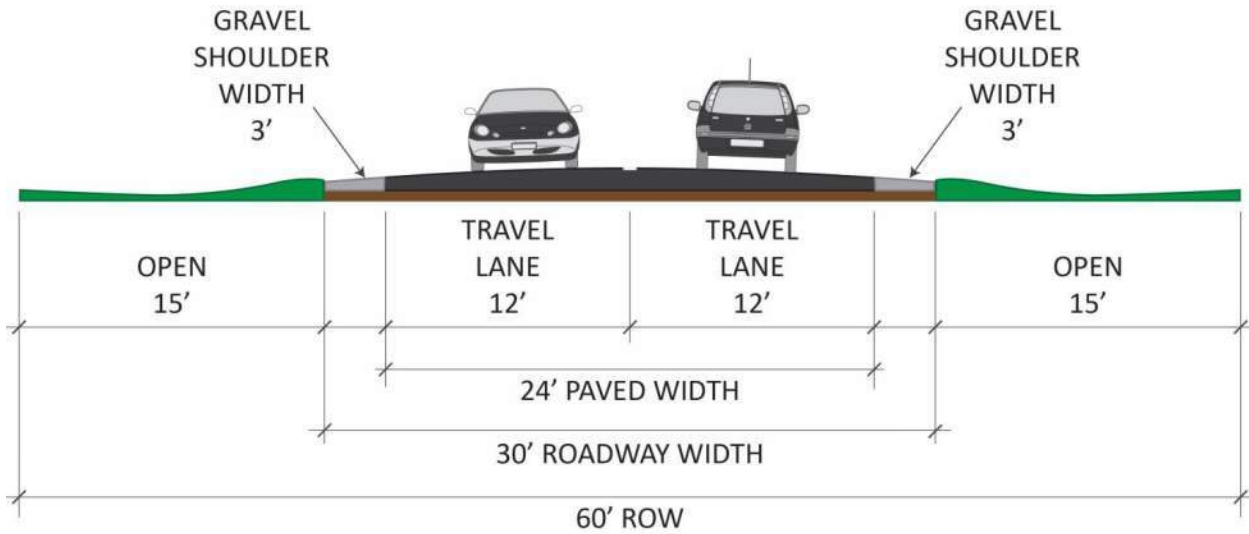 GRAVEL
SHOULDER
WIDTH
3’
GRAVEL
SHOULDER
WIDTH
3’
OPEN
15’
TRAVEL
LANE
12’
TRAVEL
LANE
12’
OPEN
15’
24’ PAVED WIDTH
30’ ROADWAY WIDTH
60’ ROW